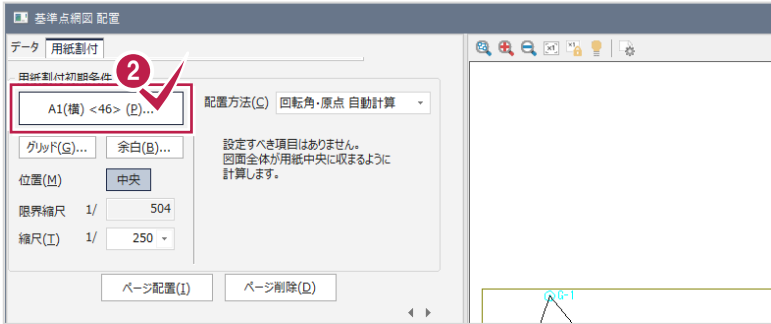 基準点網図 配置
データ 用紙割付
用紙割付初期条件
2
A1(横) <46> (P)...
配置方法(C) 回転角・原点 自動計算
グリッド(G)... 余白(B)...
設定すべき項目はありません。
図面全体が用紙中央に収まるように
計算します。
位置(M) 中央
限界縮尺 1/ 504
縮尺(T) 1/ 250
ページ配置(I) ページ削除(D)
x1
G-1